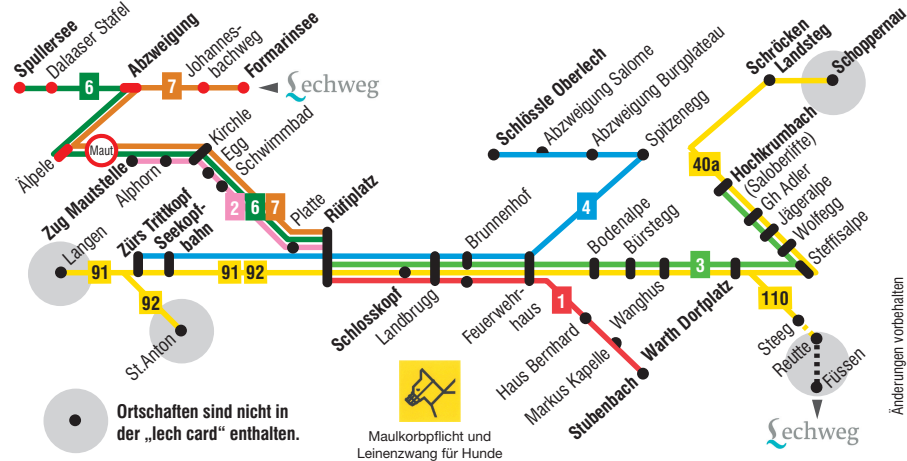 Spullersee
Dalaaser Stafel
Abzweigung
Johannes-
bachweg
Formarinsee
6
7
Lechweg
Älpele
Maut
Kirchle
Egg
Schwimmbad
Zug Mautstelle
Alphorn
2
6
7
Platte
Rüfiplatz
Langen
Zürs Trittkopf
Seekopf-
bahn
91
92
91
92
St.Anton
Schlosskopf
Landbrugg
Brunnenhof
Feuerwehr-
haus
Schlössle Oberlech
Abzweigung Salome
Abzweigung Burgplateau
Spitzenegg
4
1
Haus Bernhard
Markus Kapelle
Wanghus
Stubenbach
Bodenalpe
Bürstegg
3
Warth Dorfplatz
Schröcken
Landsteg
Schoppernau
40a
Hochkrumbach
(Saloberlifte)
Gh Adler
Jägeralpe
Wolfegg
Steffisalpe
110
Steeg
Reutte
Füssen
Lechweg
Ortschaften sind nicht in
der „lech card“ enthalten.
Maulkorbpflicht und
Leinenzwang für Hunde
Änderungen vorbehalten